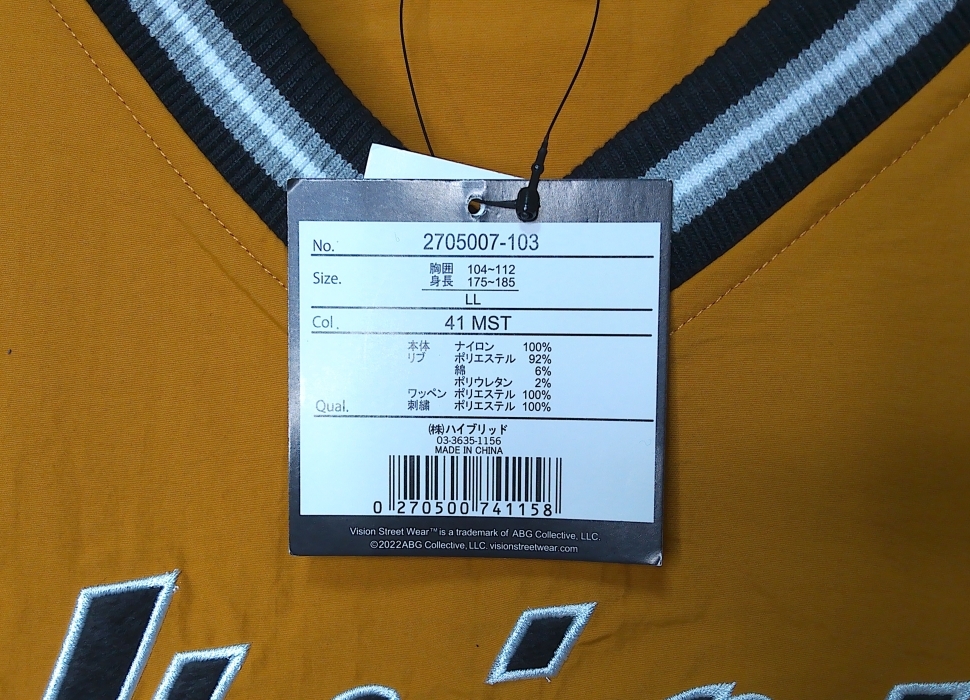 No. 2705007-103
Size. 胸囲 104~112
身長 175~185
LL
Col. 41 MST
本体 ナイロン 100%
リブ ポリエステル 92%
綿 6%
ポリウレタン 2%
ワッペン ポリエステル 100%
Qual. 刺繍 ポリエステル 100%
(株)ハイブリッド
03-3635-1156
MADE IN CHINA
0 270500 741158
Vision Street Wear™ is a trademark of ABG Collective, LLC.
©2022ABG Collective, LLC. visionstreetwear.com